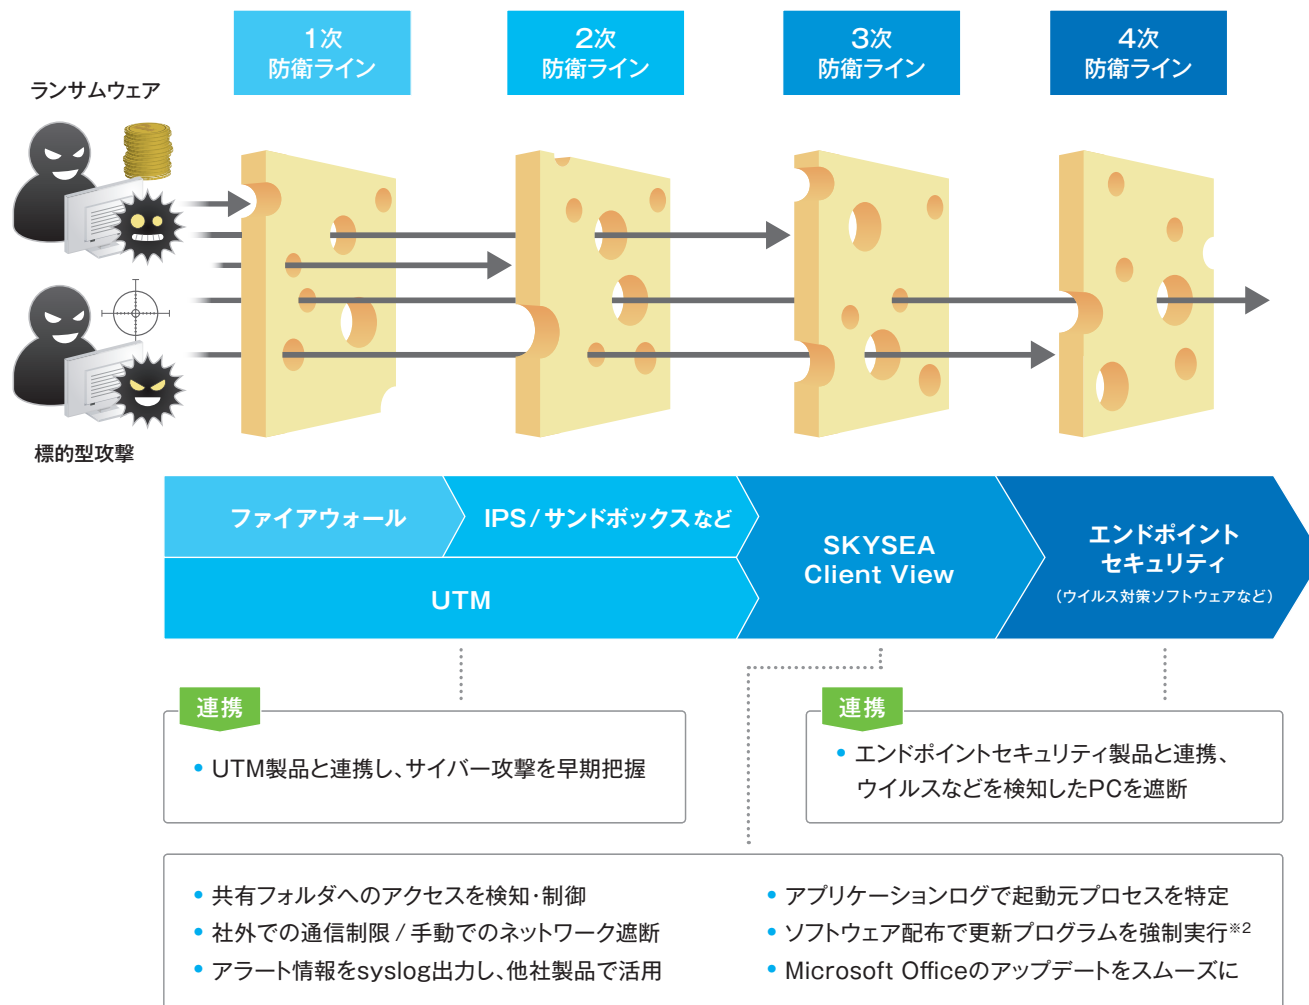 1次
防衛ライン
2次
防衛ライン
3次
防衛ライン
4次
防衛ライン
ランサムウェア
標的型攻撃
ファイアウォール
IPS/サンドボックスなど
UTM
SKYSEA
Client View
エンドポイント
セキュリティ
(ウイルス対策ソフトウェアなど)
連携
• UTM製品と連携し、サイバー攻撃を早期把握
連携
• エンドポイントセキュリティ製品と連携、
ウイルスなどを検知したPCを遮断
• 共有フォルダへのアクセスを検知・制御
• 社外での通信制限 / 手動でのネットワーク遮断
• アラート情報をsyslog出力し、他社製品で活用
• アプリケーションログで起動元プロセスを特定
• ソフトウェア配布で更新プログラムを強制実行※2
• Microsoft Officeのアップデートをスムーズに